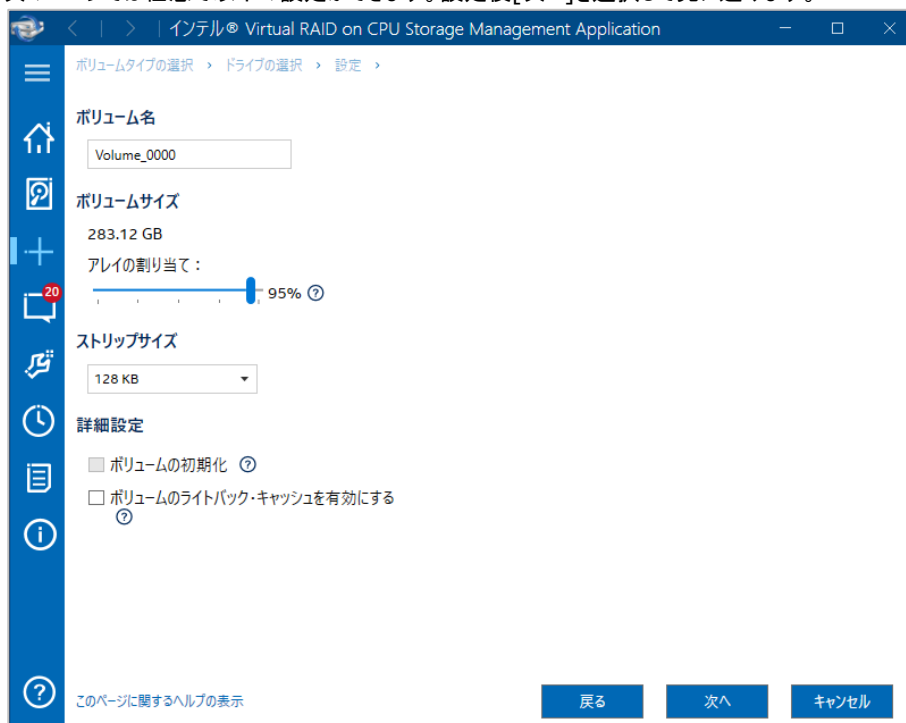 インテル® Virtual RAID on CPU Storage Management Application
ボリュームタイプの選択 › ドライブの選択 › 設定 ›
ボリューム名
Volume_0000
ボリュームサイズ
283.12 GB
アレイの割り当て：
95% ?
20
ストリップサイズ
128 KB
詳細設定
ボリュームの初期化 ?
ボリュームのライトバック・キャッシュを有効にする
?
このページに関するヘルプの表示
戻る
次へ
キャンセル